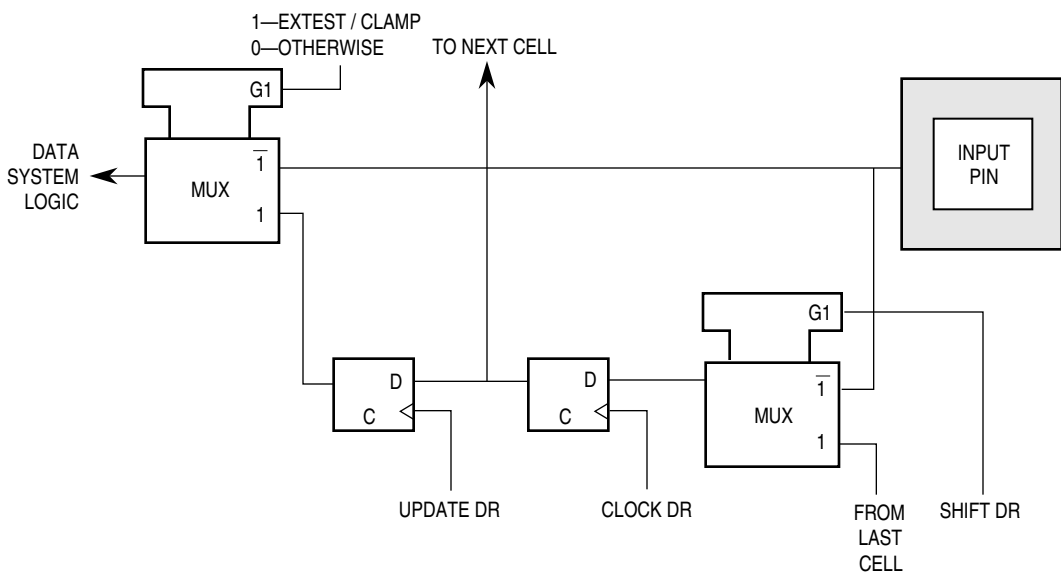 1—EXTEST / CLAMP
0—OTHERWISE
TO NEXT CELL
G1
DATA
SYSTEM
LOGIC
MUX
1̅
1
INPUT
PIN
G1
D
C
D
C
MUX
1̅
1
UPDATE DR
CLOCK DR
FROM
LAST
CELL
SHIFT DR